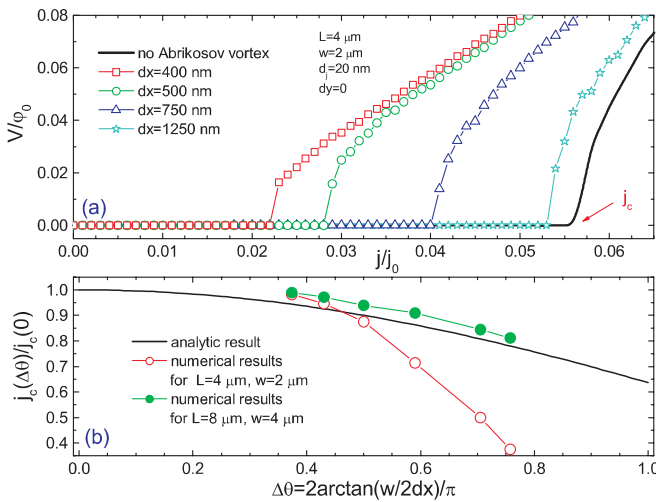 0.08
0.06
0.04
0.02
0.00
V/φ₀
no Abrikosov vortex
dx=400 nm
dx=500 nm
dx=750 nm
dx=1250 nm
L=4 μm
w=2 μm
dⱼ=20 nm
dy=0
(a)
j_c
0.00 0.01 0.02 0.03 0.04 0.05 0.06
j/j₀
1.0
0.9
0.8
0.7
0.6
0.5
0.4
j_c(Δθ)/j_c(0)
analytic result
numerical results
for L=4 μm, w=2 μm
numerical results
for L=8 μm, w=4 μm
(b)
0.0 0.2 0.4 0.6 0.8 1.0
Δθ=2arctan(w/2dx)/π